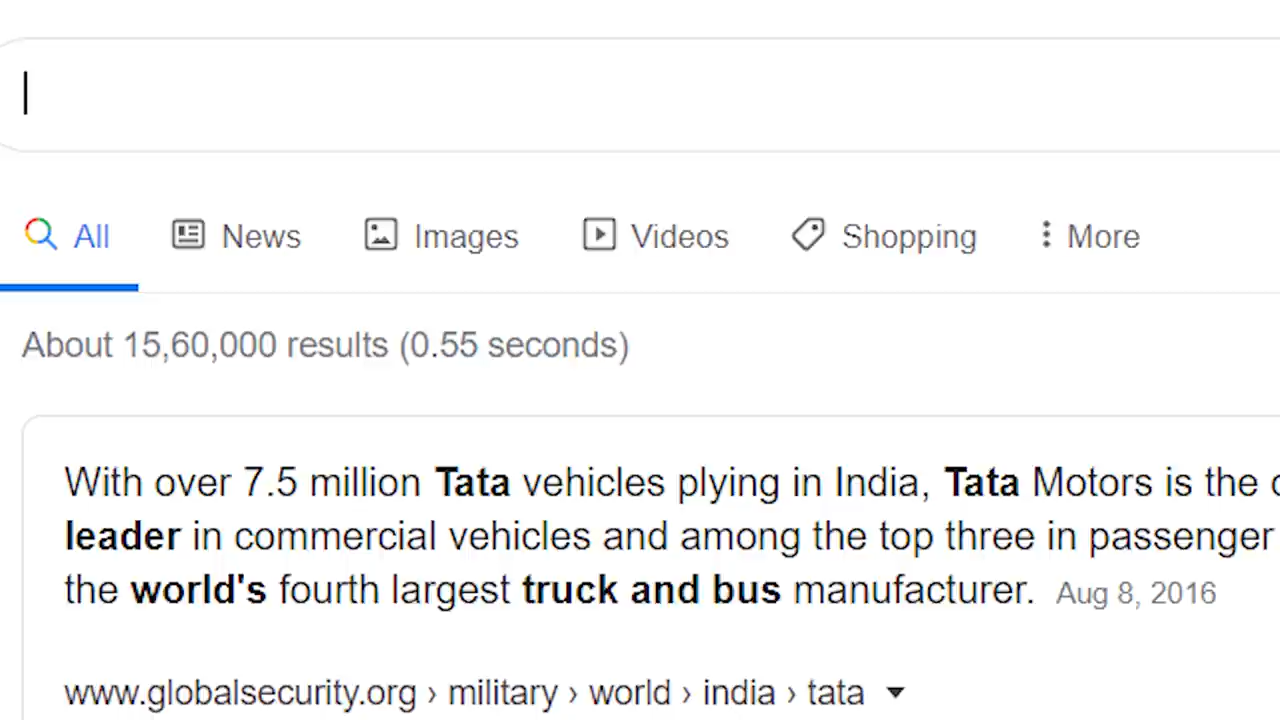 All News Images Videos Shopping More
About 15,60,000 results (0.55 seconds)
With over 7.5 million Tata vehicles plying in India, Tata Motors is the
leader in commercial vehicles and among the top three in passenger
the world's fourth largest truck and bus manufacturer. Aug 8, 2016
www.globalsecurity.org › military › world › india › tata